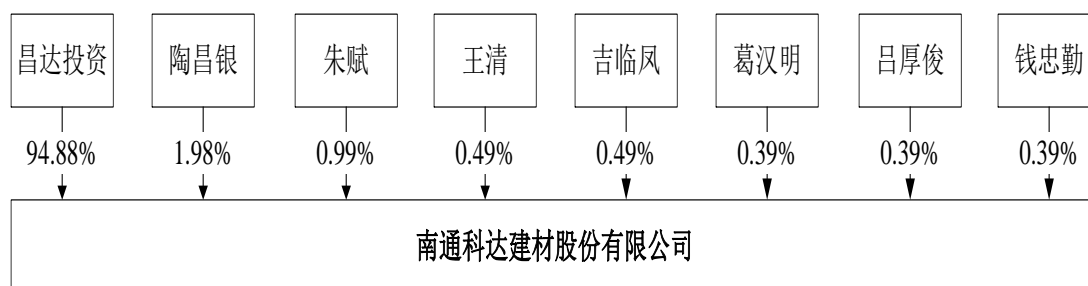 昌达投资 陶昌银 朱赋 王清 吉临凤 葛汉明 吕厚俊 钱忠勤
94.88% 1.98% 0.99% 0.49% 0.49% 0.39% 0.39% 0.39%
南通科达建材股份有限公司